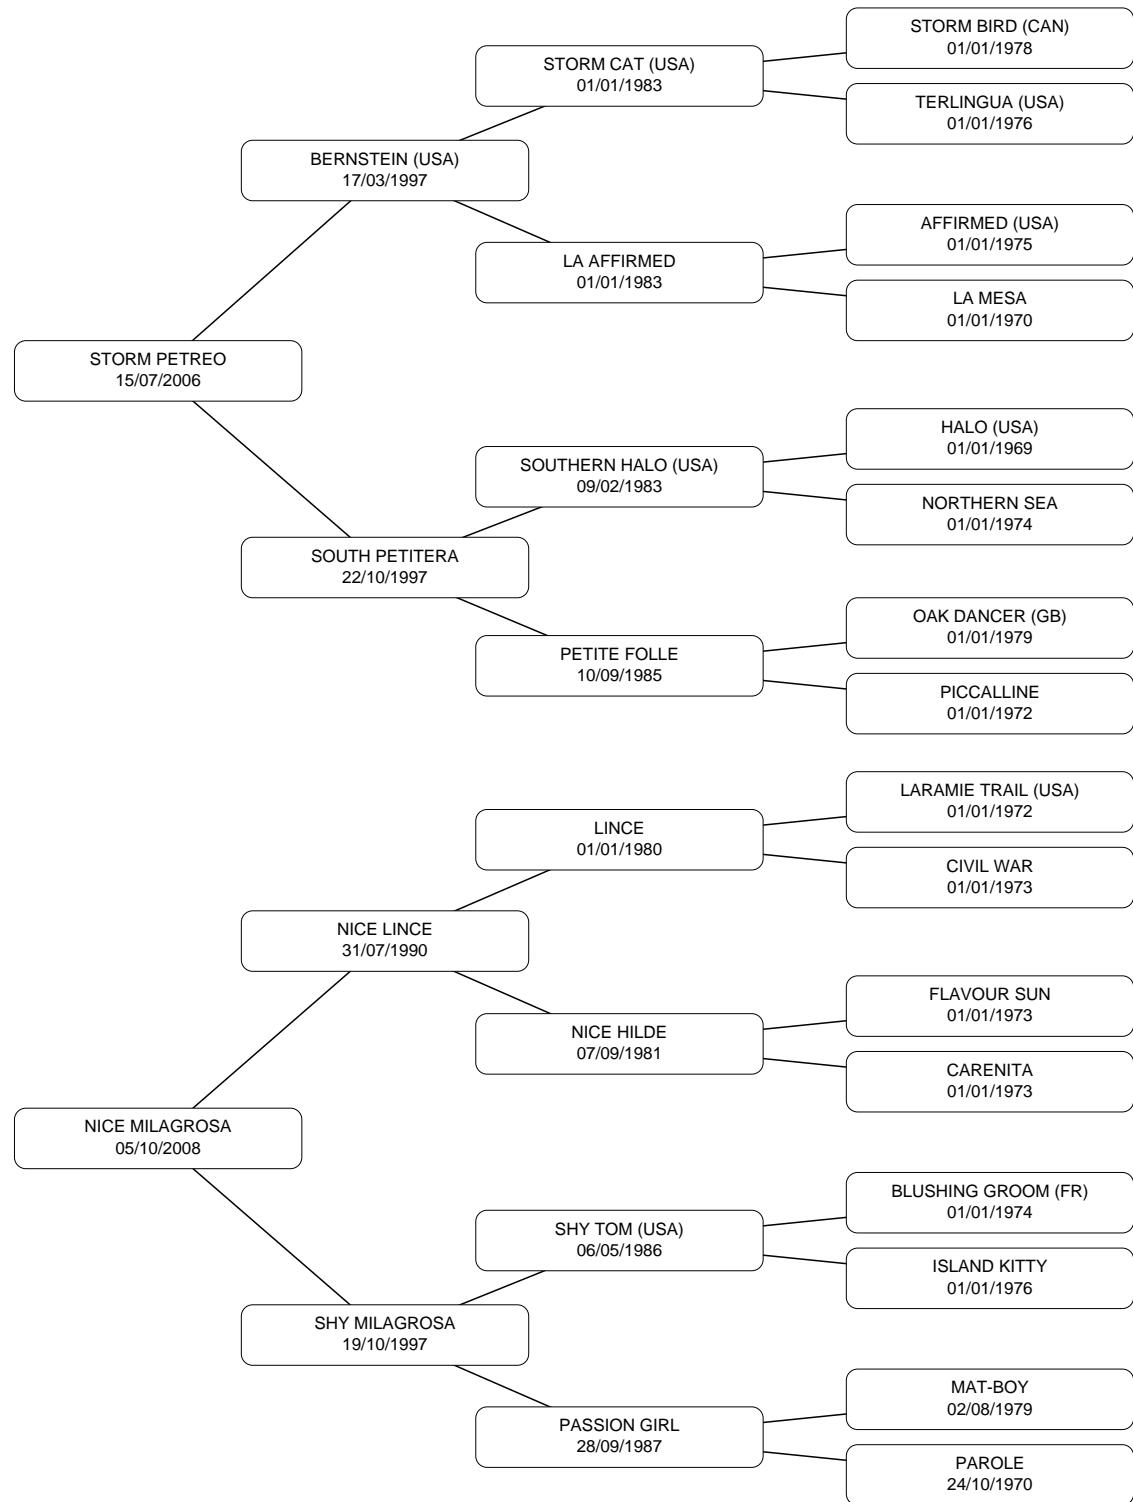 STORM BIRD (CAN)
01/01/1978
STORM CAT (USA)
01/01/1983
TERLINGUA (USA)
01/01/1976
BERNSTEIN (USA)
17/03/1997
AFFIRMED (USA)
01/01/1975
LA AFFIRMED
01/01/1983
LA MESA
01/01/1970
STORM PETREO
15/07/2006
HALO (USA)
01/01/1969
SOUTHERN HALO (USA)
09/02/1983
NORTHERN SEA
01/01/1974
SOUTH PETITERA
22/10/1997
OAK DANCER (GB)
01/01/1979
PETITE FOLLE
10/09/1985
PICCALLINE
01/01/1972
LARAMIE TRAIL (USA)
01/01/1972
LINCE
01/01/1980
CIVIL WAR
01/01/1973
NICE LINCE
31/07/1990
FLAVOUR SUN
01/01/1973
NICE HILDE
07/09/1981
CARENITA
01/01/1973
NICE MILAGROSA
05/10/2008
BLUSHING GROOM (FR)
01/01/1974
SHY TOM (USA)
06/05/1986
ISLAND KITTY
01/01/1976
SHY MILAGROSA
19/10/1997
MAT-BOY
02/08/1979
PASSION GIRL
28/09/1987
PAROLE
24/10/1970